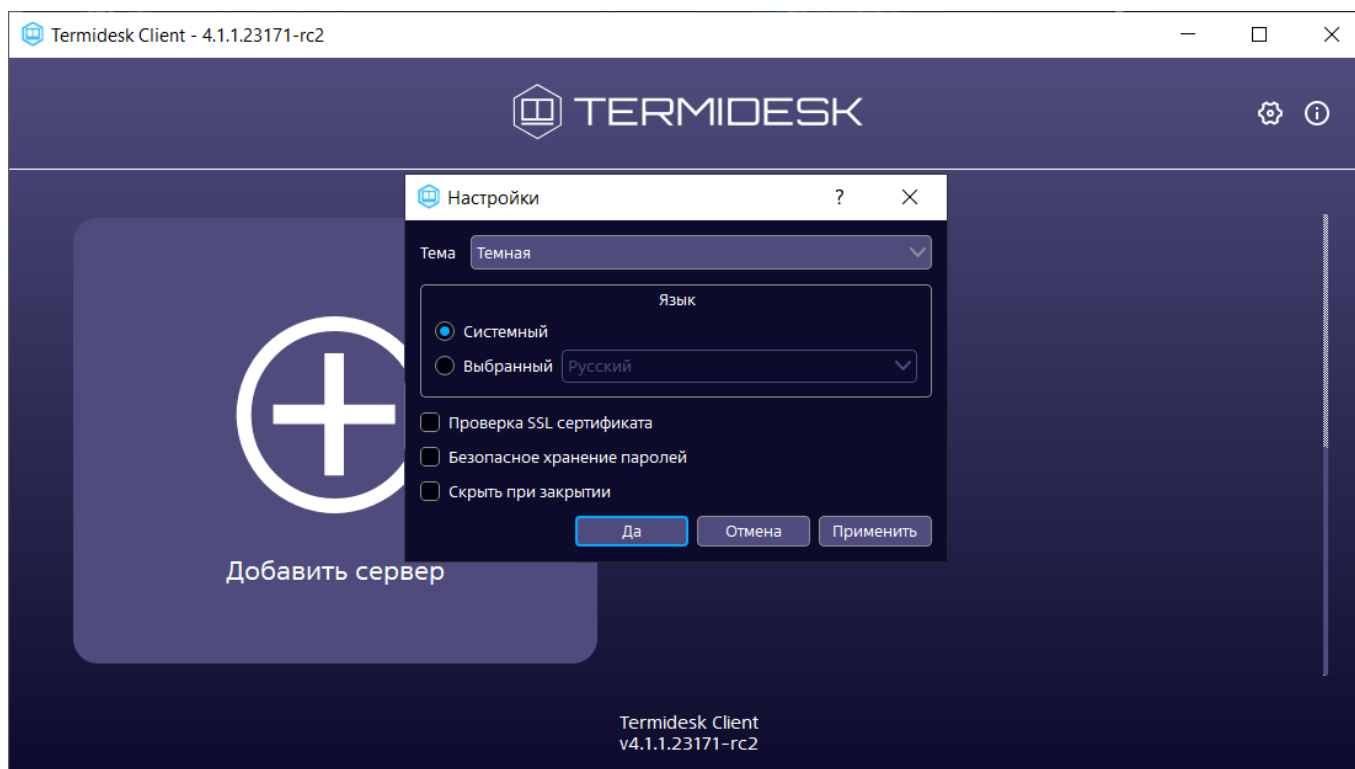 Termidesk Client - 4.1.1.23171-rc2
TERMIDESK
Настройки
Тема Темная
Язык
Системный
Выбранный Русский
Проверка SSL сертификата
Безопасное хранение паролей
Скрыть при закрытии
Да Отмена Применить
Добавить сервер
Termidesk Client
v4.1.1.23171-rc2